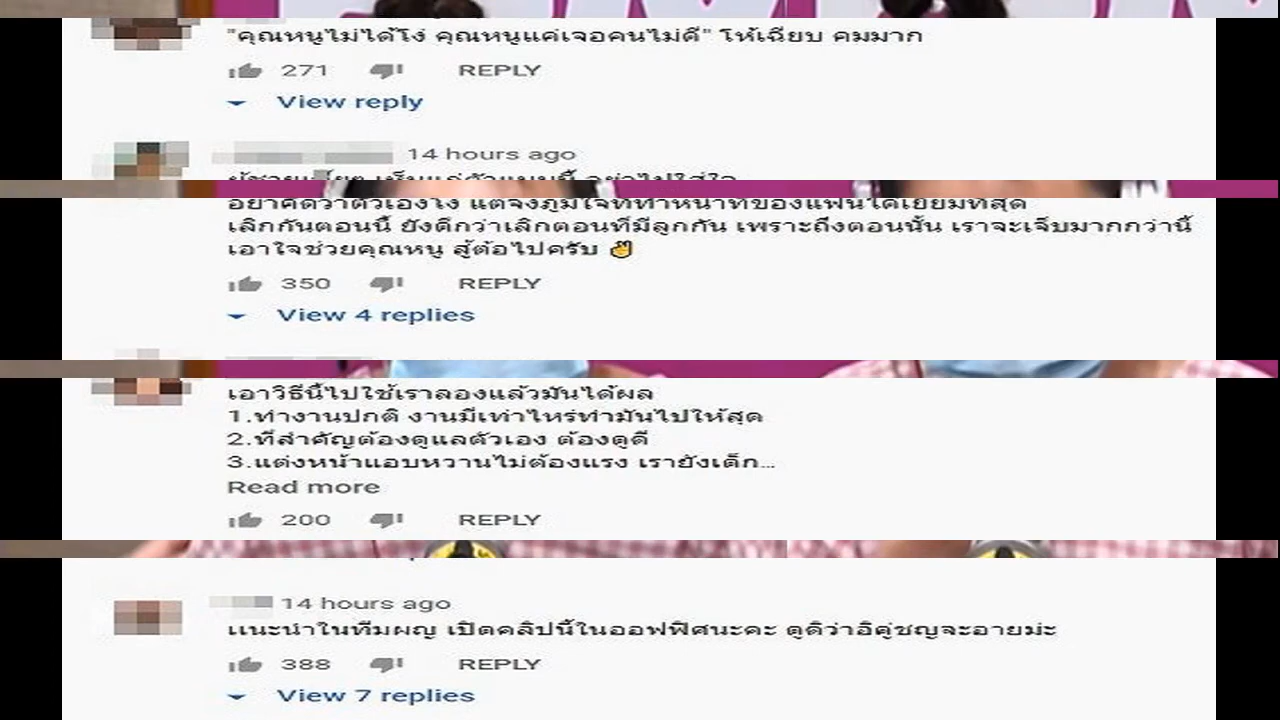 "คุณหนูไม่ได้โง่ คุณหนูแค่เจอคนไม่ดี" โห้เฉียบ คมมาก
271 REPLY
View reply
14 hours ago
อย่าคิดว่าตัวเองโง่ แต่จงภูมิใจที่ทำหน้าที่ของแฟนได้เยี่ยมที่สุด
เลิกกันตอนนี้ ยังดีกว่าเลิกตอนที่มีลูกกัน เพราะถึงตอนนั้น เราจะเจ็บมากกว่านี้
เอาใจช่วยคุณหนู สู้ต่อไปครับ ✌
350 REPLY
View 4 replies
เอาวิธีนี้ไปใช้เราลองแล้วมันได้ผล
1.ทำงานปกติ งานมีเท่าไหร่ทำมันไปให้สุด
2.ที่สำคัญต้องดูแลตัวเอง ต้องดูดี
3.แต่งหน้าแอบหวานไม่ต้องแรง เรายังเด็ก...
Read more
200 REPLY
14 hours ago
แนะนำในทีมผญ เปิดคลิปนี้ในออฟฟิศนะคะ ดูดิว่าอิคู่ชญจะอายมั่ะ
388 REPLY
View 7 replies